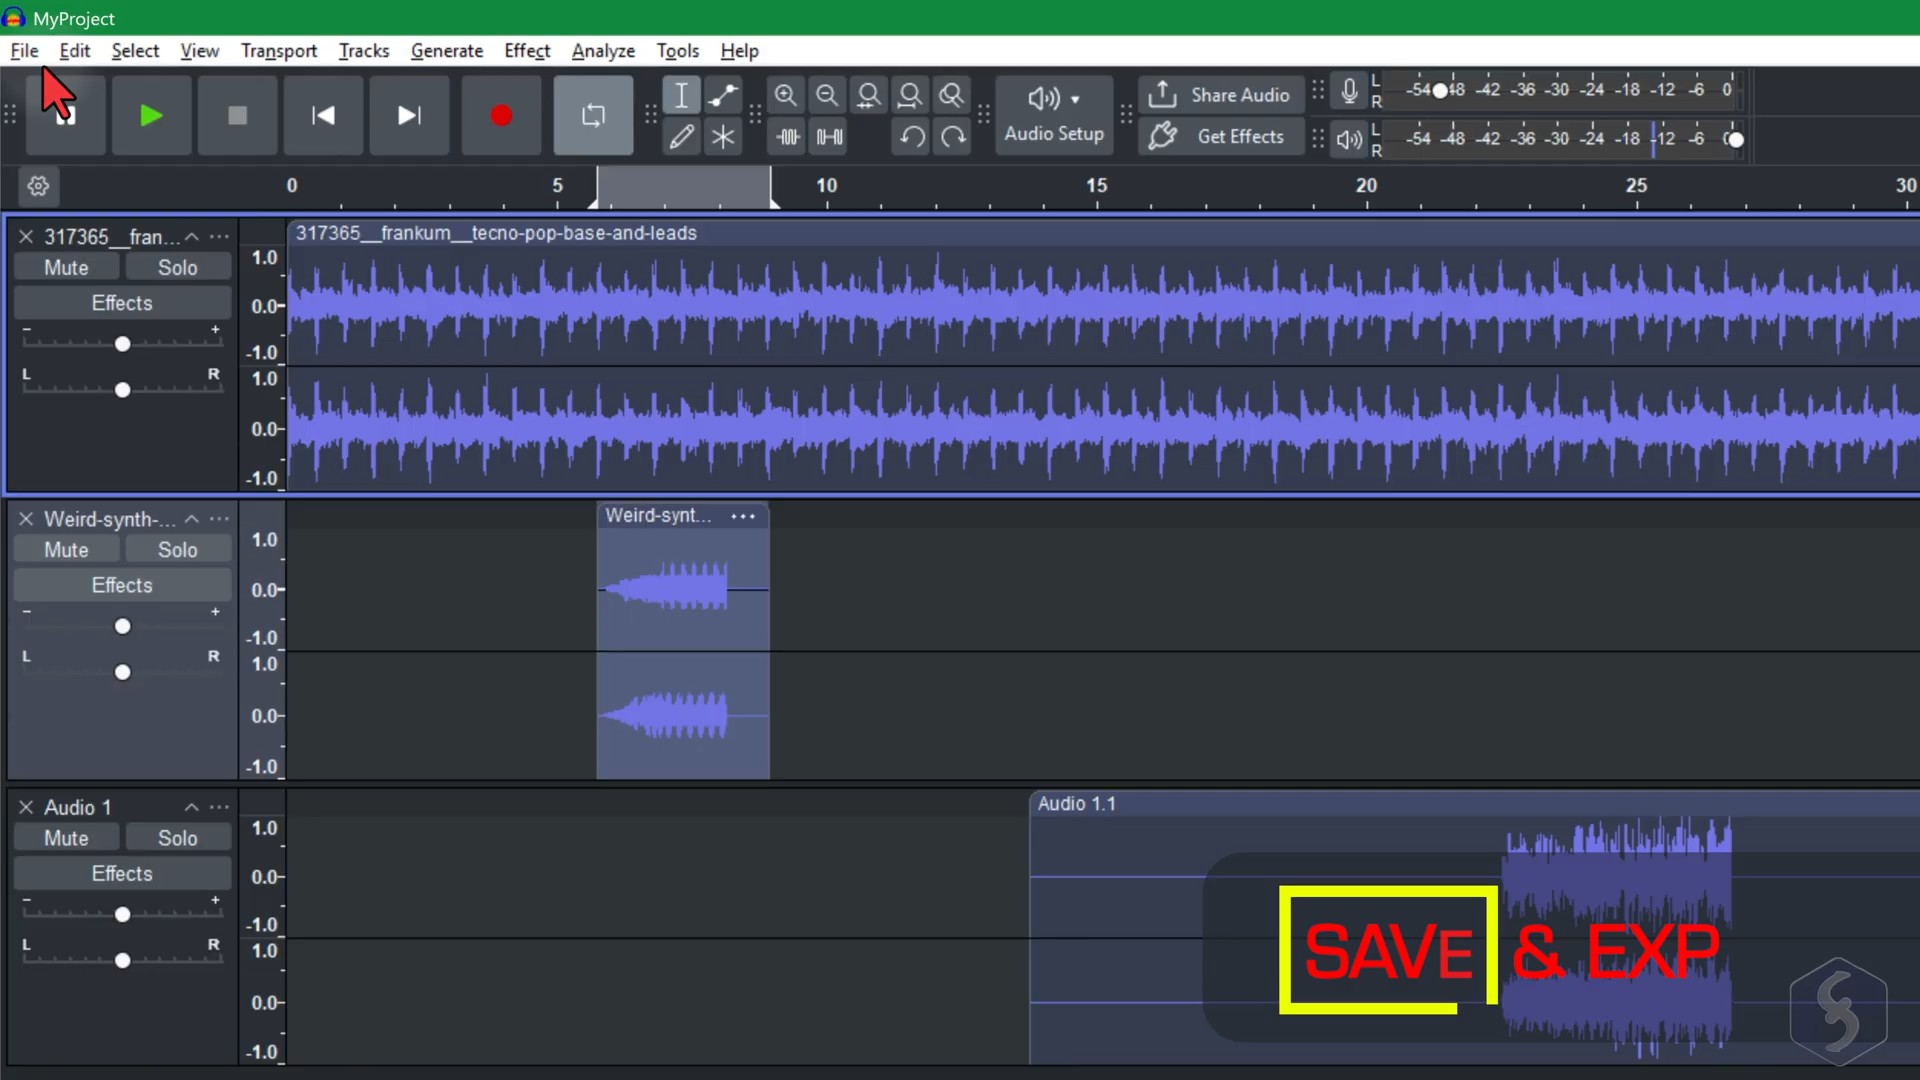 MyProject
File Edit Select View Transport Tracks Generate Effect Analyze Tools Help
Audio Setup
Share Audio
Get Effects
L
R
-54 -48 -42 -36 -30 -24 -18 -12 -6 0
L
R
-54 -48 -42 -36 -30 -24 -18 -12 -6 0
0 5 10 15 20 25 30
317365__fran...
Mute Solo
Effects
- +
L R
1.0
0.0
-1.0
1.0
0.0
-1.0
317365__frankum__tecno-pop-base-and-leads
Weird-synth-...
Mute Solo
Effects
- +
L R
1.0
0.0
-1.0
1.0
0.0
-1.0
Weird-synt...
Audio 1
Mute Solo
Effects
- +
L R
1.0
0.0
-1.0
1.0
0.0
-1.0
Audio 1.1
SAVE & EXP